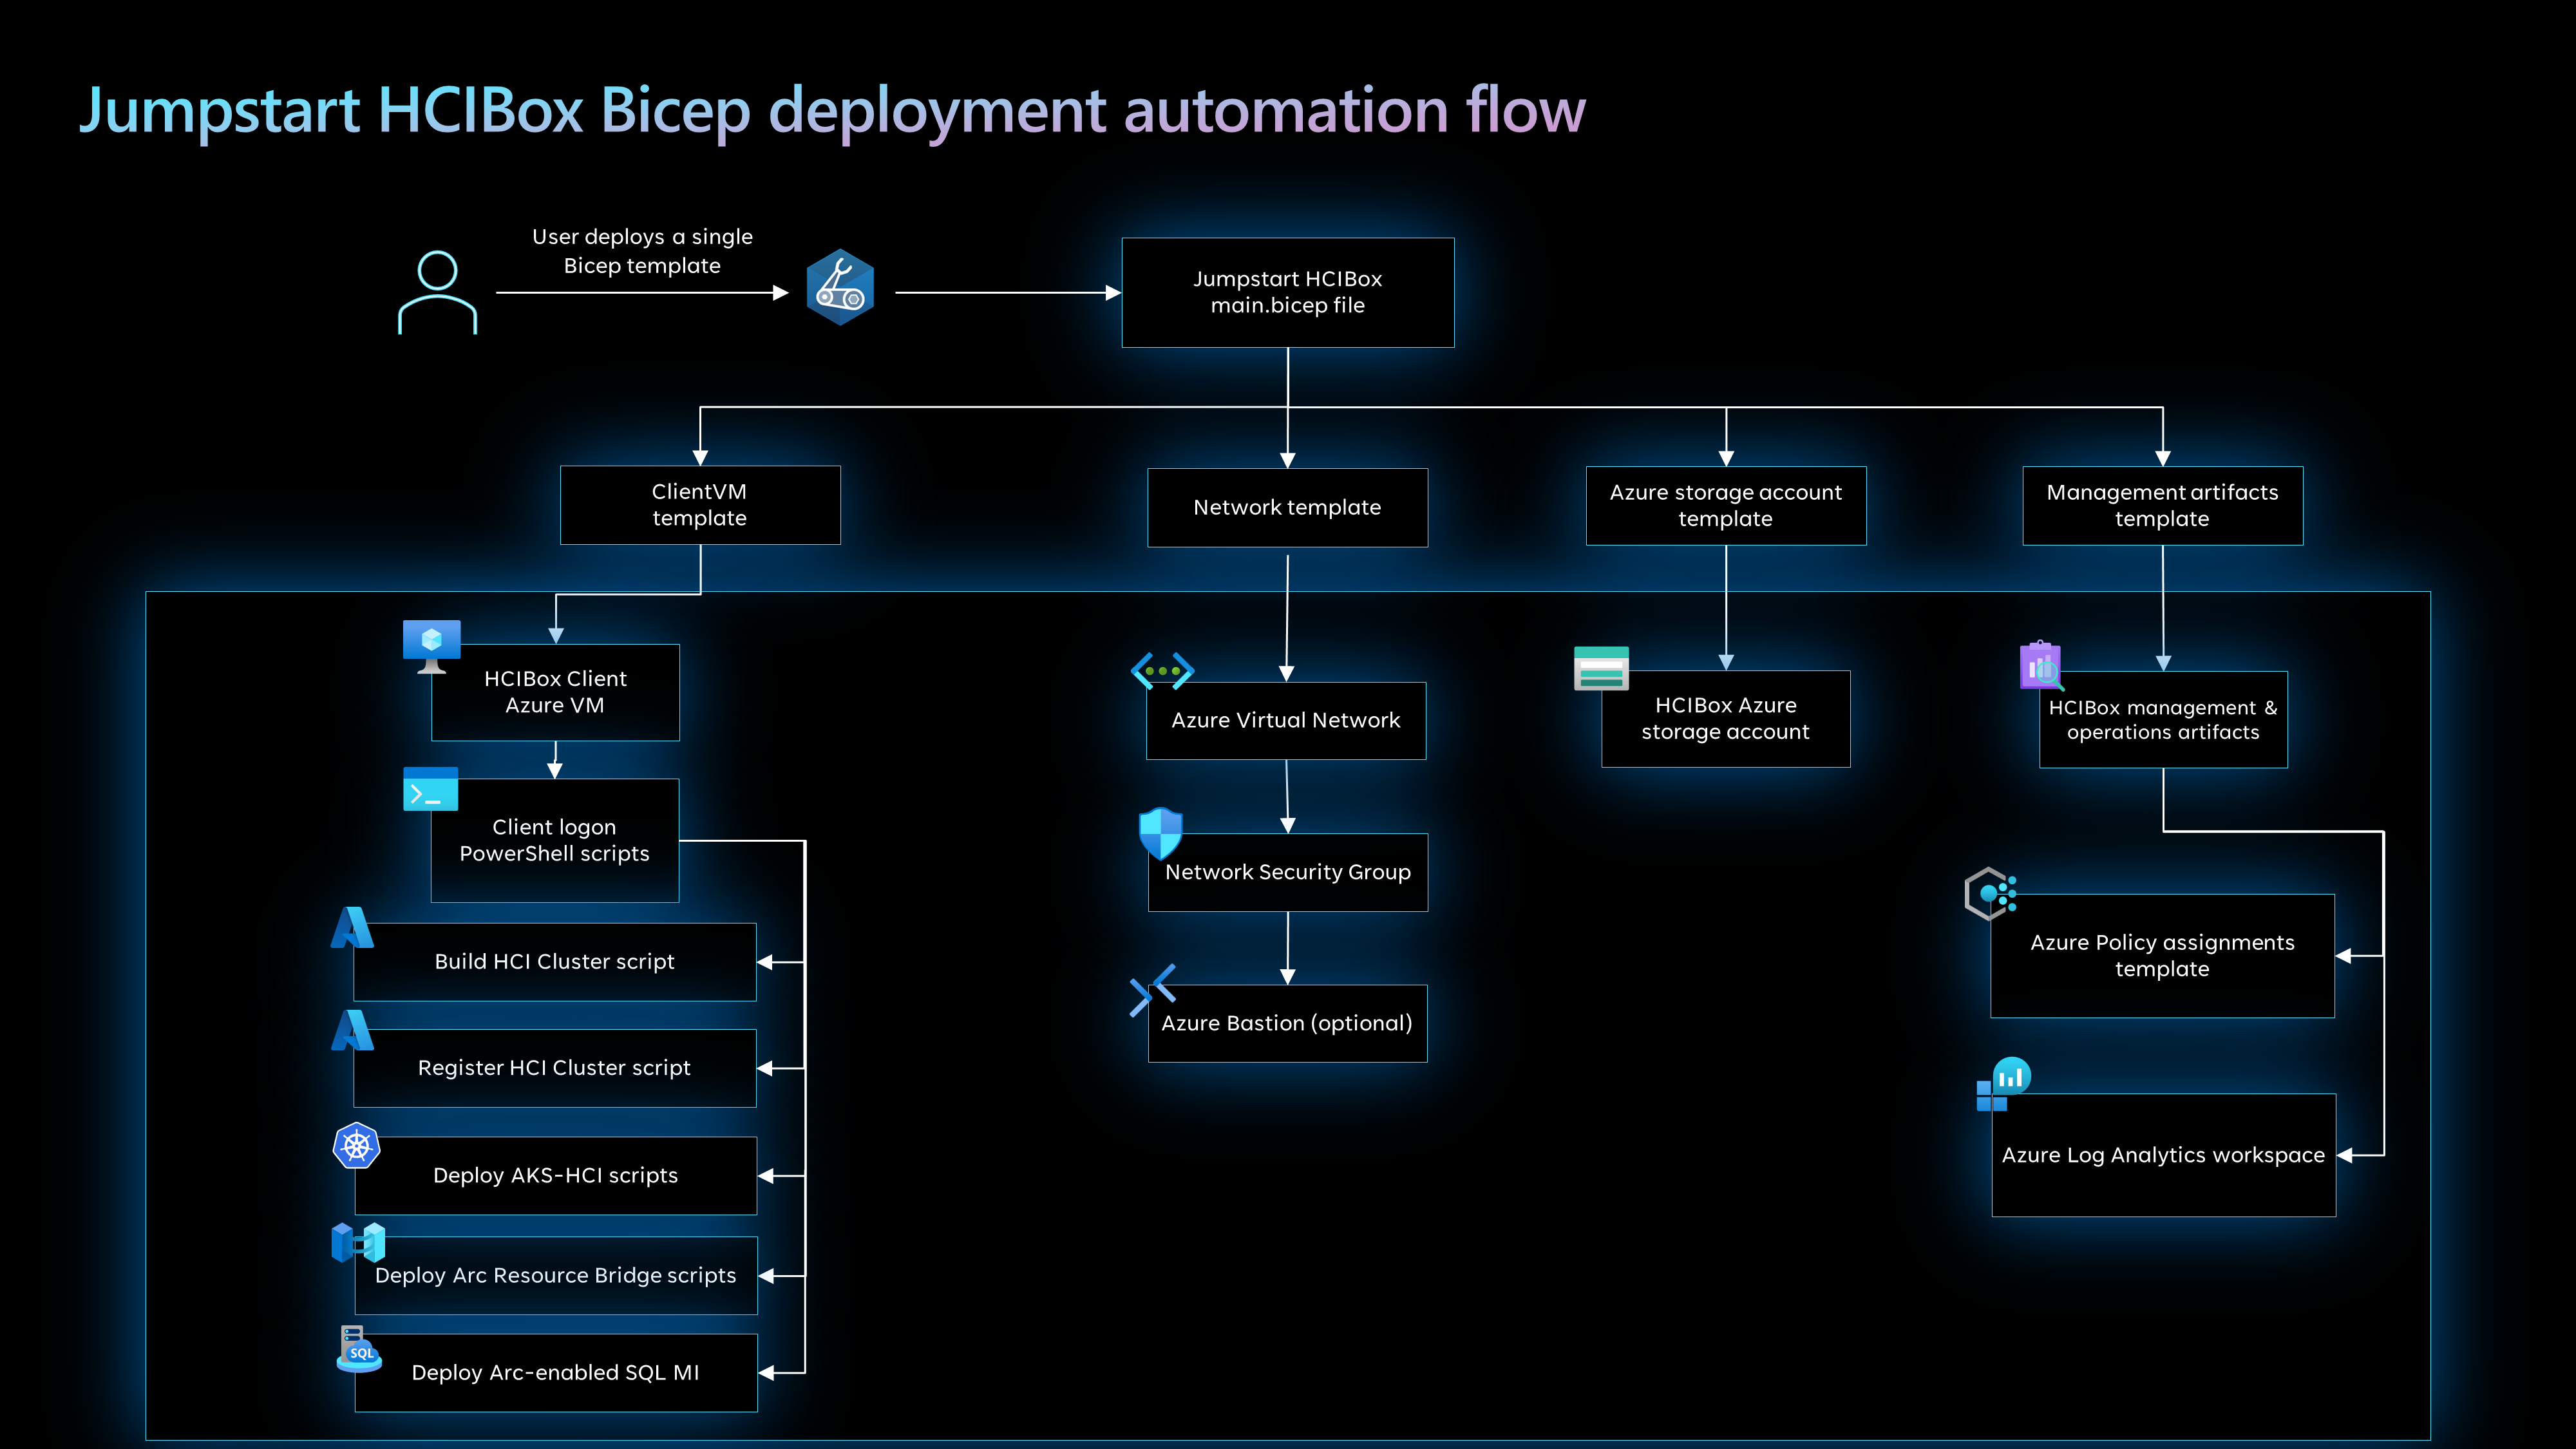 Jumpstart HCIBox Bicep deployment automation flow
User deploys a single
Bicep template
Jumpstart HCIBox
main.bicep file
ClientVM
template
Network template
Azure storage account
template
Management artifacts
template
HCIBox Client
Azure VM
Client logon
PowerShell scripts
Build HCI Cluster script
Register HCI Cluster script
Deploy AKS-HCI scripts
Deploy Arc Resource Bridge scripts
SQL
Deploy Arc-enabled SQL MI
Azure Virtual Network
Network Security Group
Azure Bastion (optional)
HCIBox Azure
storage account
HCIBox management &
operations artifacts
Azure Policy assignments
template
Azure Log Analytics workspace